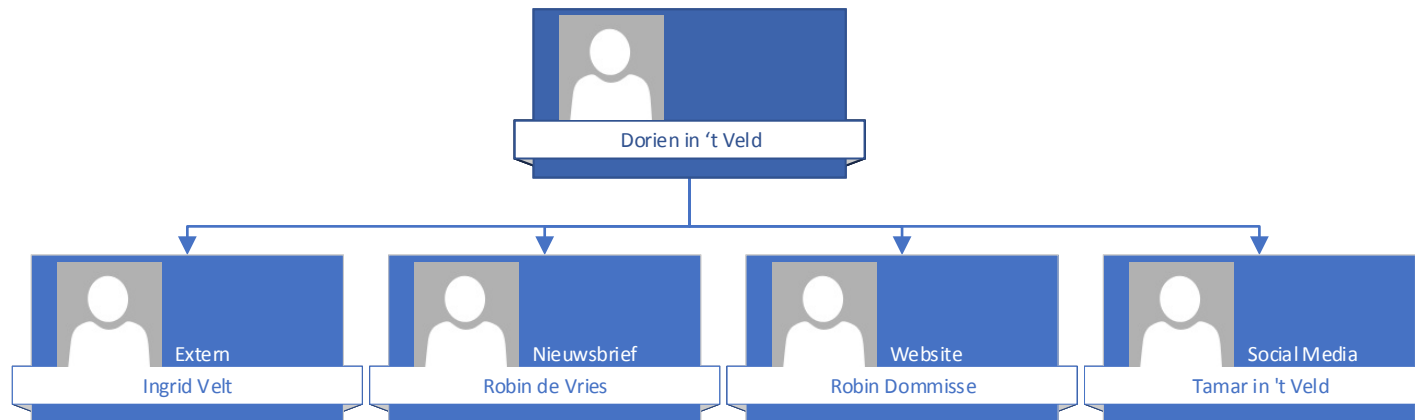 Dorien in ‘t Veld
Extern
Ingrid Velt
Nieuwsbrief
Robin de Vries
Website
Robin Dommisse
Social Media
Tamar in 't Veld